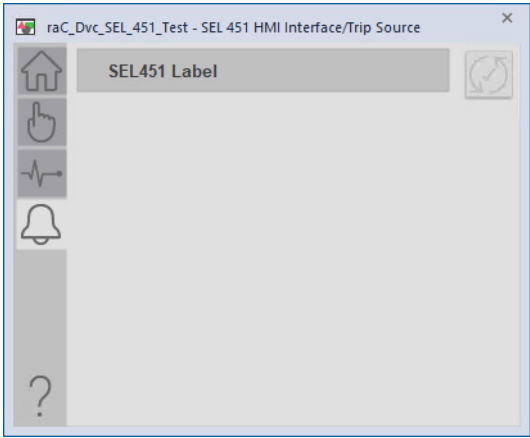 raC_Dvc_SEL_451_Test - SEL 451 HMI Interface/Trip Source
SEL451 Label
?